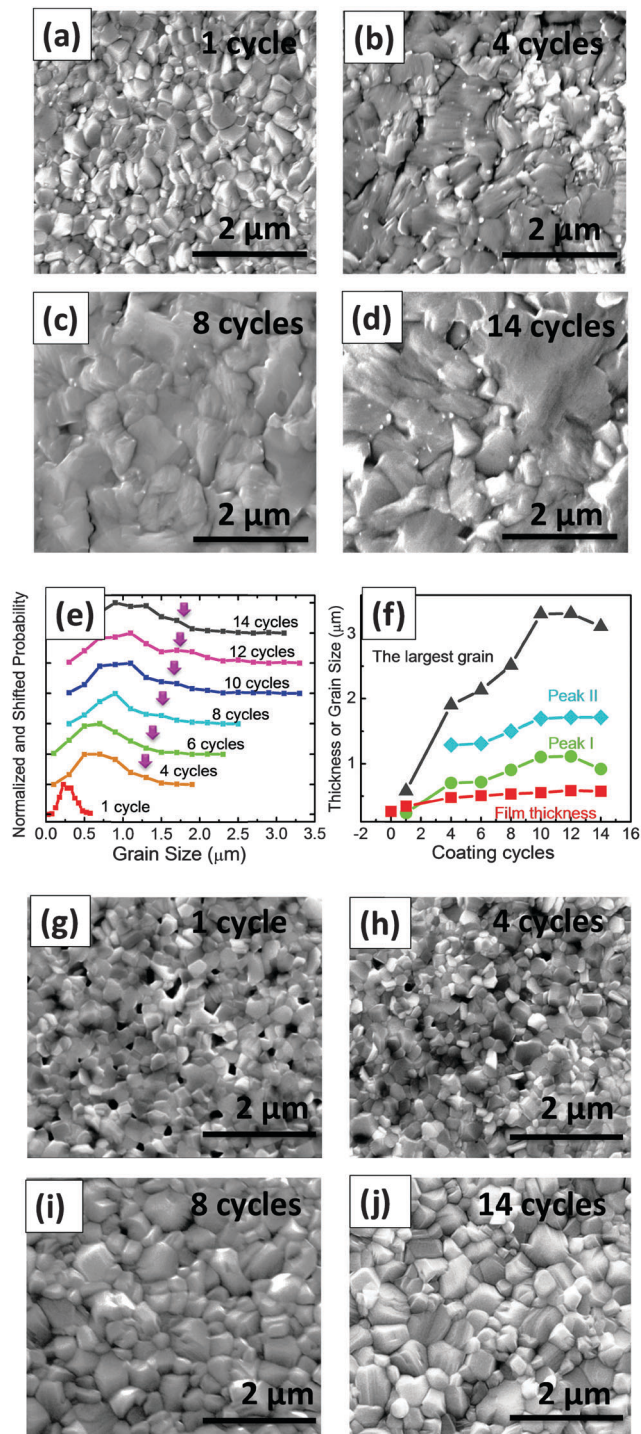 (a)
1 cycle
2 μm
(b)
4 cycles
2 μm
(c)
8 cycles
2 μm
(d)
14 cycles
2 μm
(e)
Normalized and Shifted Probability
14 cycles
12 cycles
10 cycles
8 cycles
6 cycles
4 cycles
1 cycle
0.0 0.5 1.0 1.5 2.0 2.5 3.0 3.5
Grain Size (μm)
(f)
Thickness or Grain Size (μm)
3
2
1
The largest grain
Peak II
Peak I
Film thickness
-2 0 2 4 6 8 10 12 14 16
Coating cycles
(g)
1 cycle
2 μm
(h)
4 cycles
2 μm
(i)
8 cycles
2 μm
(j)
14 cycles
2 μm